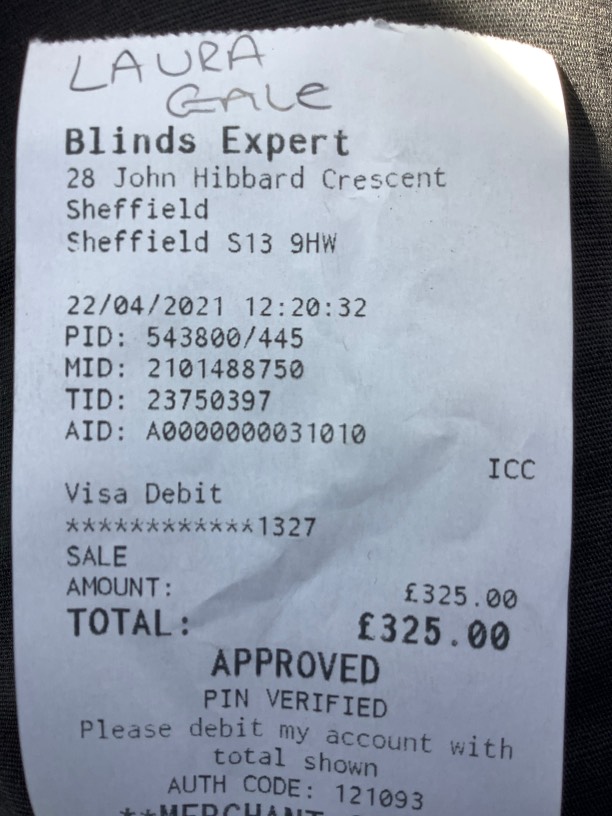 LAURA
GALE
Blinds Expert
28 John Hibbard Crescent
Sheffield
Sheffield S13 9HW
22/04/2021 12:20:32
PID: 543800/445
MID: 2101488750
TID: 23750397
AID: A0000000031010
ICC
Visa Debit
************1327
SALE
AMOUNT: £325.00
TOTAL: £325.00
APPROVED
PIN VERIFIED
Please debit my account with
total shown
AUTH CODE: 121093
**MERCHANT